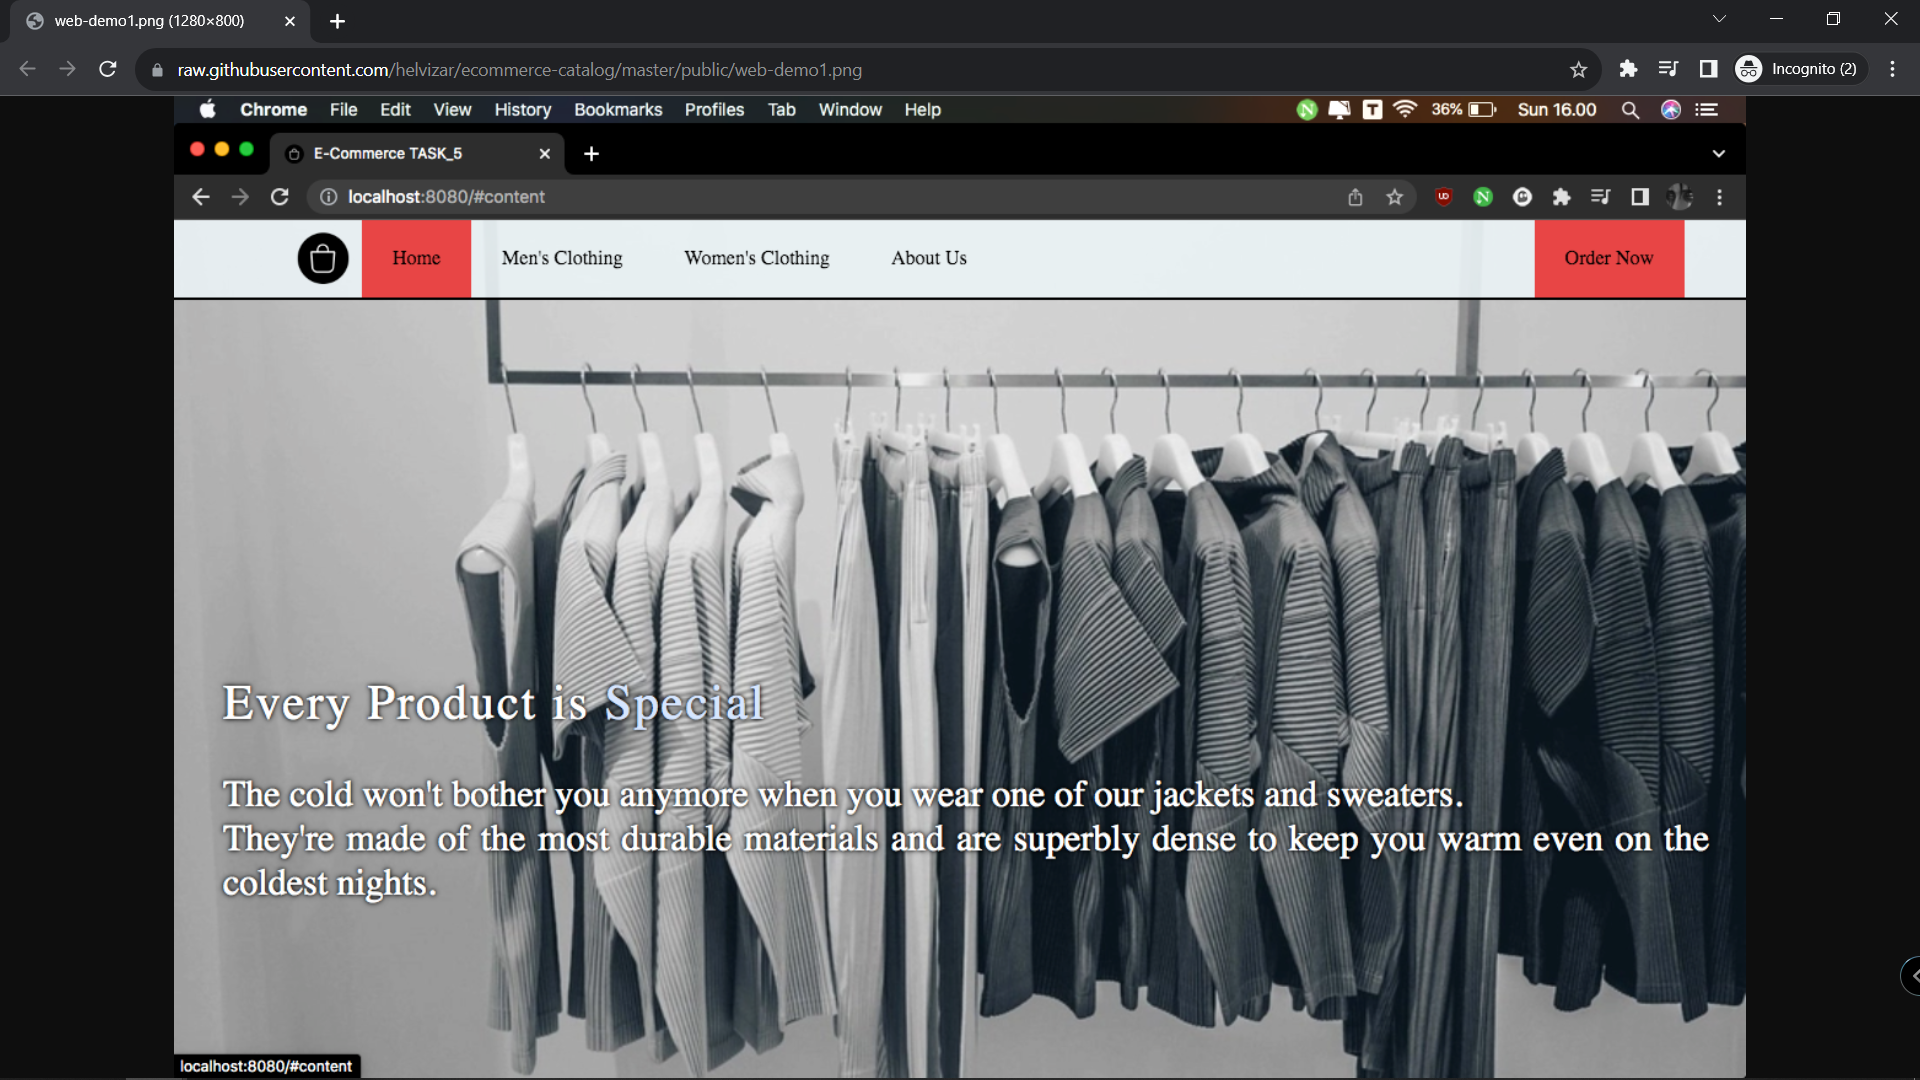 web-demo1.png (1280×800)
raw.githubusercontent.com/helvizar/ecommerce-catalog/master/public/web-demo1.png
Incognito (2)
Chrome File Edit View History Bookmarks Profiles Tab Window Help
36% Sun 16.00
E-Commerce TASK_5
localhost:8080/#content
Home Men's Clothing Women's Clothing About Us Order Now
Every Product is Special
The cold won't bother you anymore when you wear one of our jackets and sweaters.
They're made of the most durable materials and are superbly dense to keep you warm even on the
coldest nights.
localhost:8080/#content